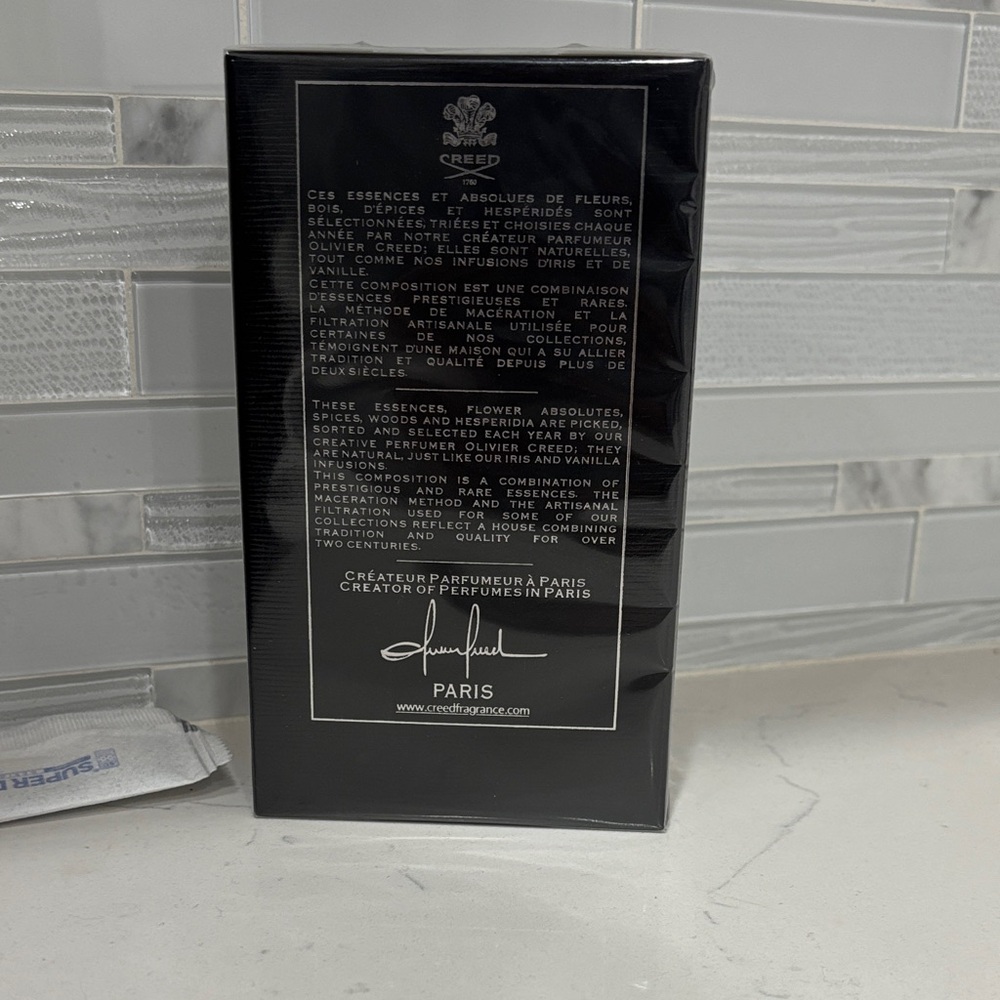 CREED
1760
CES ESSENCES ET ABSOLUES DE FLEURS,
BOIS, D'ÉPICES ET HESPÉRIDÉS SONT
SÉLECTIONNÉES, TRIÉES ET CHOISIES CHAQUE
ANNÉE PAR NOTRE CRÉATEUR PARFUMEUR
OLIVIER CREED; ELLES SONT NATURELLES,
TOUT COMME NOS INFUSIONS D'IRIS ET DE
VANILLE.
CETTE COMPOSITION EST UNE COMBINAISON
D'ESSENCES PRESTIGIEUSES ET RARES.
LA MÉTHODE DE MACÉRATION ET LA
FILTRATION ARTISANALE UTILISÉE POUR
CERTAINES DE NOS COLLECTIONS,
TÉMOIGNENT D'UNE MAISON QUI A SU ALLIER
TRADITION ET QUALITÉ DEPUIS PLUS DE
DEUX SIÈCLES.
THESE ESSENCES, FLOWER ABSOLUTES,
SPICES, WOODS AND HESPERIDIA ARE PICKED,
SORTED AND SELECTED EACH YEAR BY OUR
CREATIVE PERFUMER OLIVIER CREED; THEY
ARE NATURAL, JUST LIKE OUR IRIS AND VANILLA
INFUSIONS.
THIS COMPOSITION IS A COMBINATION OF
PRESTIGIOUS AND RARE ESSENCES. THE
MACERATION METHOD AND THE ARTISANAL
FILTRATION USED FOR SOME OF OUR
COLLECTIONS REFLECT A HOUSE COMBINING
TRADITION AND QUALITY FOR OVER
TWO CENTURIES.
CRÉATEUR PARFUMEUR À PARIS
CREATOR OF PERFUMES IN PARIS
PARIS
www.creedfragrance.com
SUPER